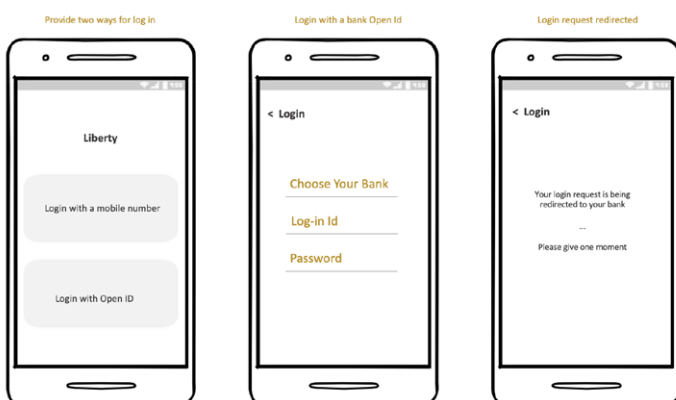 Provide two ways for log in
Liberty
Login with a mobile number
Login with Open ID
Login with a bank Open Id
< Login
Choose Your Bank
Log-in Id
Password
Login request redirected
< Login
Your login request is being
redirected to your bank
...
Please give one moment